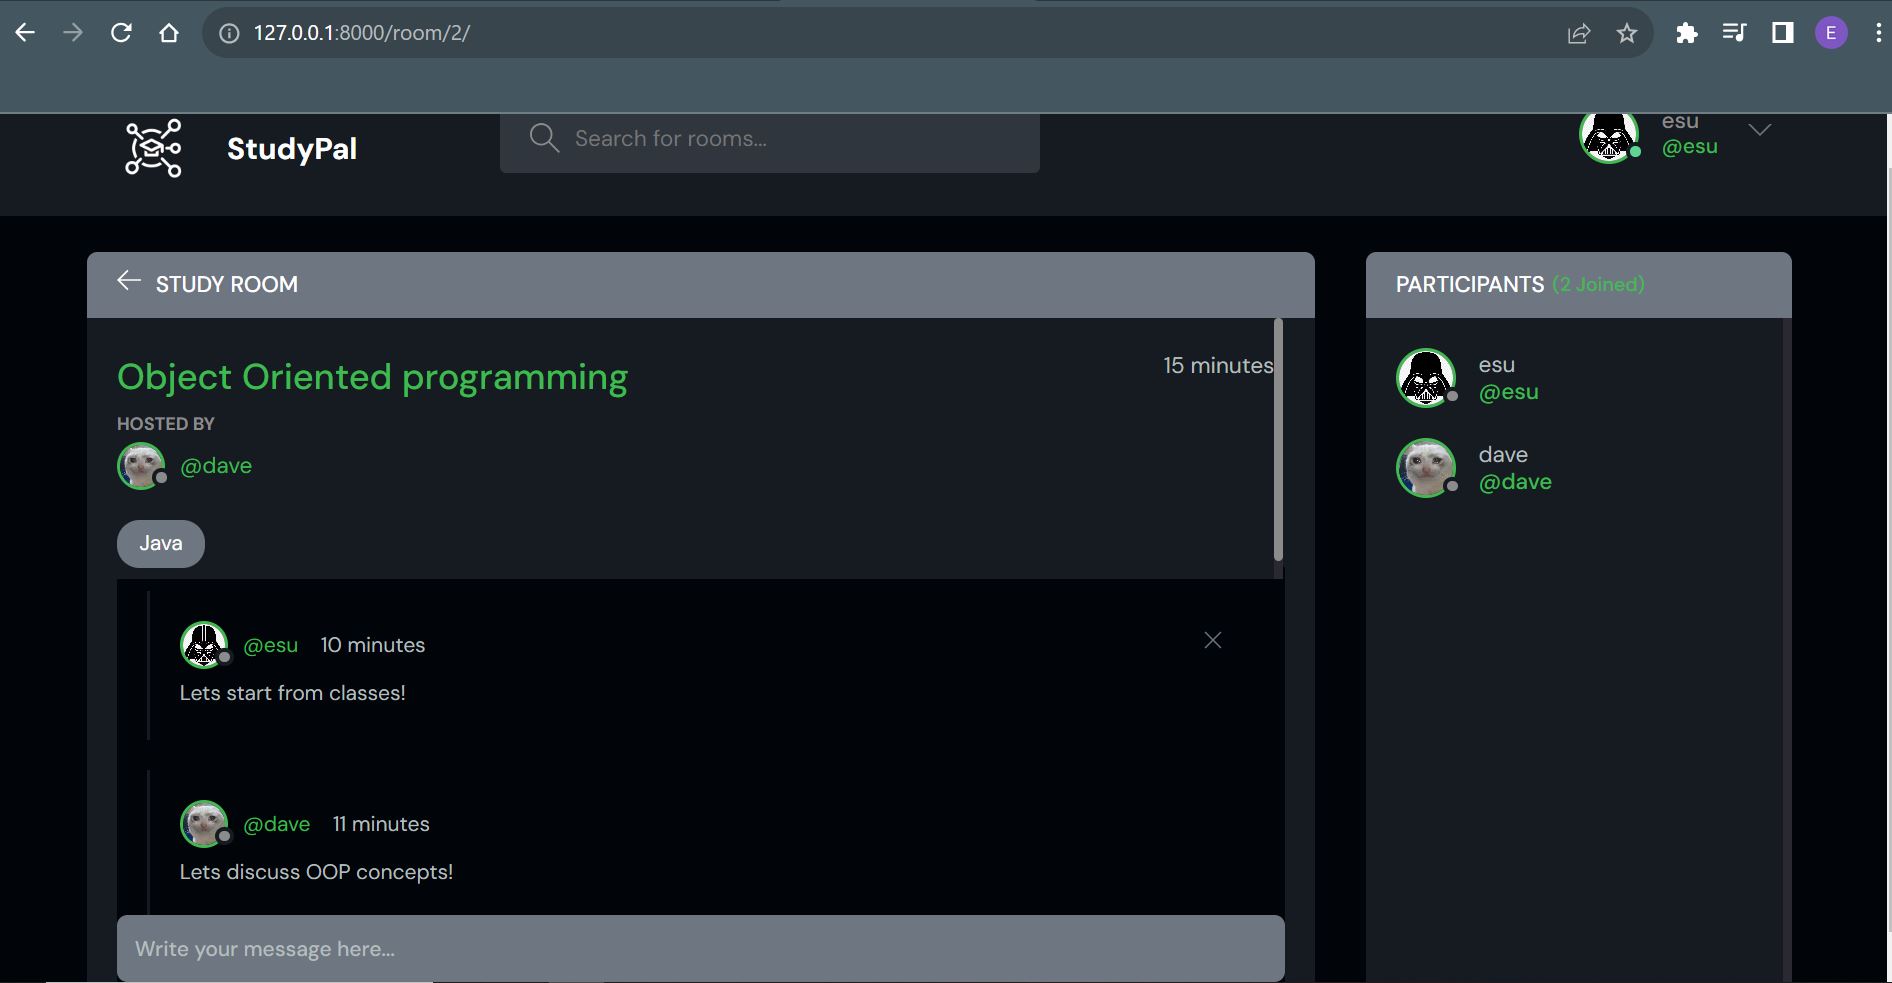 127.0.0.1:8000/room/2/
E
StudyPal
Search for rooms...
esu
@esu
STUDY ROOM
Object Oriented programming
15 minutes
HOSTED BY
@dave
Java
@esu 10 minutes
Lets start from classes!
@dave 11 minutes
Lets discuss OOP concepts!
Write your message here...
PARTICIPANTS (2 Joined)
esu
@esu
dave
@dave